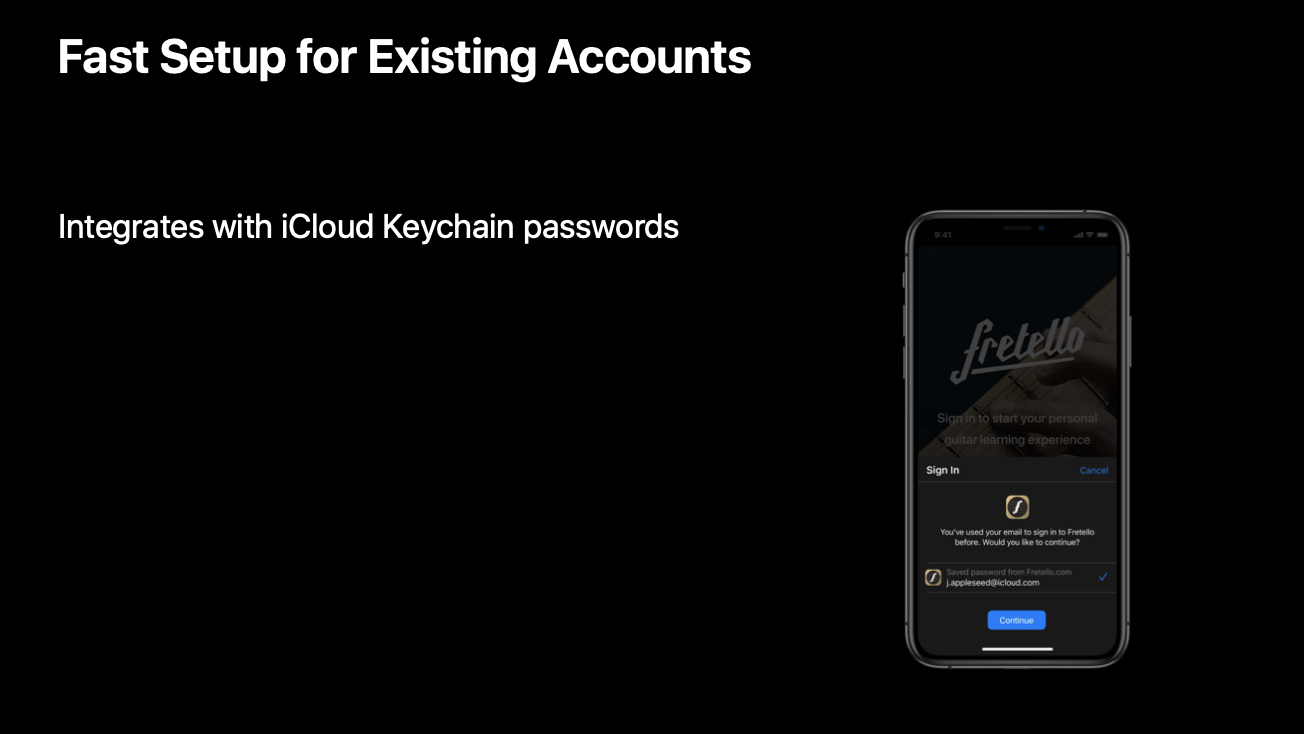 Fast Setup for Existing Accounts
Integrates with iCloud Keychain passwords
9:41
fretello
Sign in to start your personal
guitar learning experience
Sign In
Cancel
You've used your email to sign in to Fretello
before. Would you like to continue?
Saved password from Fretello.com
j.appleseed@icloud.com
Continue